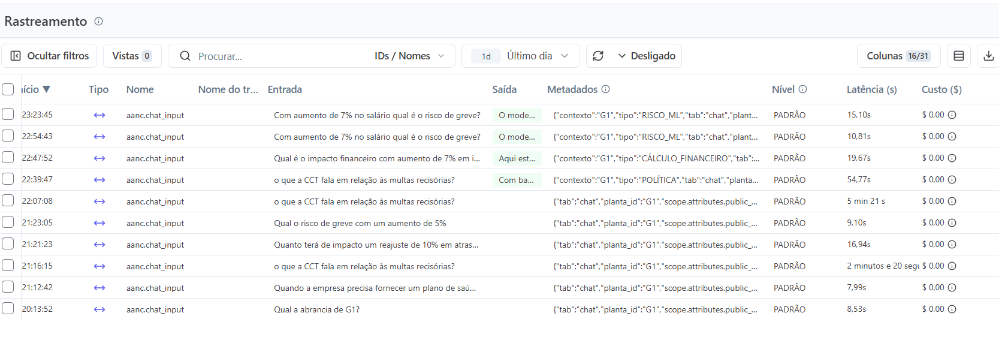 Rastreamento
Ocultar filtros Vistas 0 Procurar... IDs / Nomes 1d Último dia Desligado Colunas 16/31
ício ▼ Tipo Nome Nome do tr... Entrada Saída Metadados Nível Latência (s) Custo ($)
23:23:45 aanc.chat_input Com aumento de 7% no salário qual é o risco de greve? O mode... {"contexto":"G1","tipo":"RISCO_ML","tab":"chat","plant... PADRÃO 15,10s $ 0,00
22:54:43 aanc.chat_input Com aumento de 7% no salário qual é o risco de greve? O mode... {"contexto":"G1","tipo":"RISCO_ML","tab":"chat","plant... PADRÃO 10,81s $ 0,00
22:47:52 aanc.chat_input Qual é o impacto financeiro com aumento de 7% em i... Aqui est... {"contexto":"G1","tipo":"CÁLCULO_FINANCEIRO","tab":... PADRÃO 19,67s $ 0,00
22:39:47 aanc.chat_input o que a CCT fala em relação às multas recisórias? Com ba... {"contexto":"G1","tipo":"POLÍTICA","tab":"chat","planta... PADRÃO 54,77s $ 0,00
22:07:08 aanc.chat_input o que a CCT fala em relação às multas recisórias? {"tab":"chat","planta_id":"G1","scope.attributes.public_... PADRÃO 5 min 21 s $ 0,00
21:23:05 aanc.chat_input Qual o risco de greve com um aumento de 5% {"tab":"chat","planta_id":"G1","scope.attributes.public_... PADRÃO 9,10s $ 0,00
21:21:23 aanc.chat_input Quanto terá de impacto um reajuste de 10% em atras... {"tab":"chat","planta_id":"G1","scope.attributes.public_... PADRÃO 16,94s $ 0,00
21:16:15 aanc.chat_input o que a CCT fala em relação às multas recisórias? {"tab":"chat","planta_id":"G1","scope.attributes.public_... PADRÃO 2 minutos e 20 segu $ 0,00
21:12:42 aanc.chat_input Quando a empresa precisa fornecer um plano de saú... {"tab":"chat","planta_id":"G1","scope.attributes.public_... PADRÃO 7,99s $ 0,00
20:13:52 aanc.chat_input Qual a abrancia de G1? {"tab":"chat","planta_id":"G1","scope.attributes.public_... PADRÃO 8,53s $ 0,00